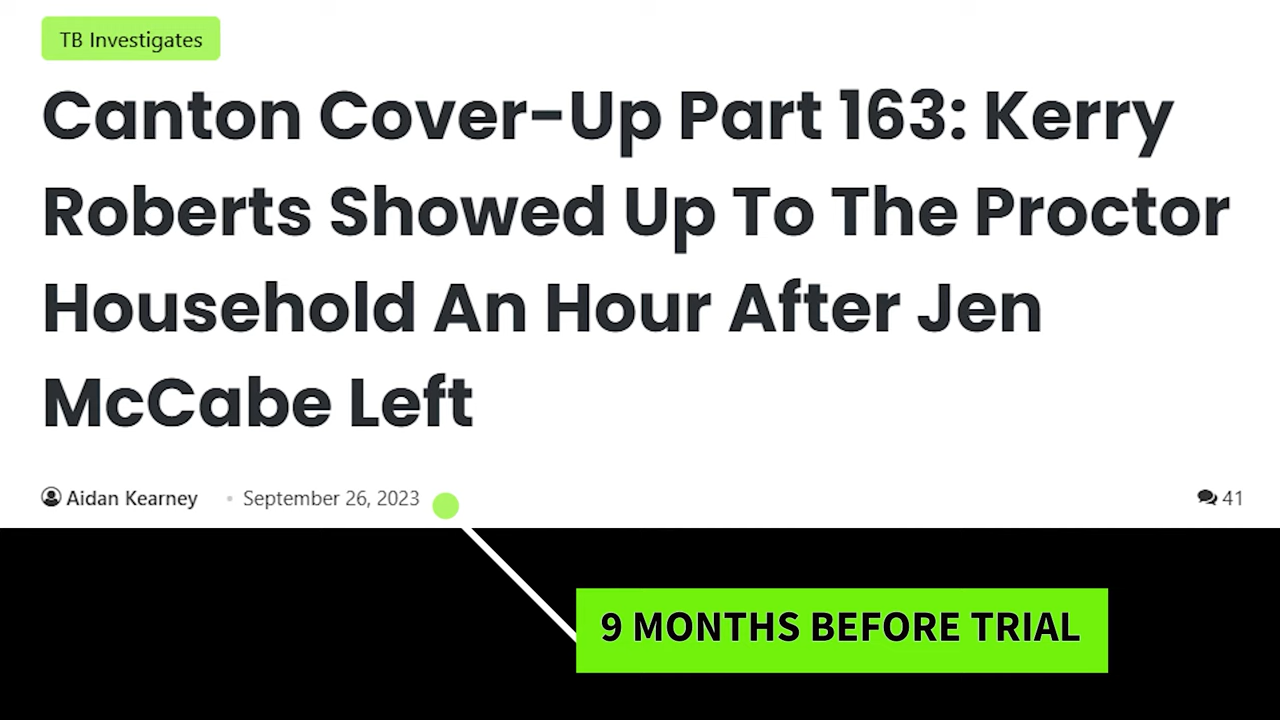 TB Investigates
Canton Cover-Up Part 163: Kerry
Roberts Showed Up To The Proctor
Household An Hour After Jen
McCabe Left
Aidan Kearney
September 26, 2023
41
9 MONTHS BEFORE TRIAL